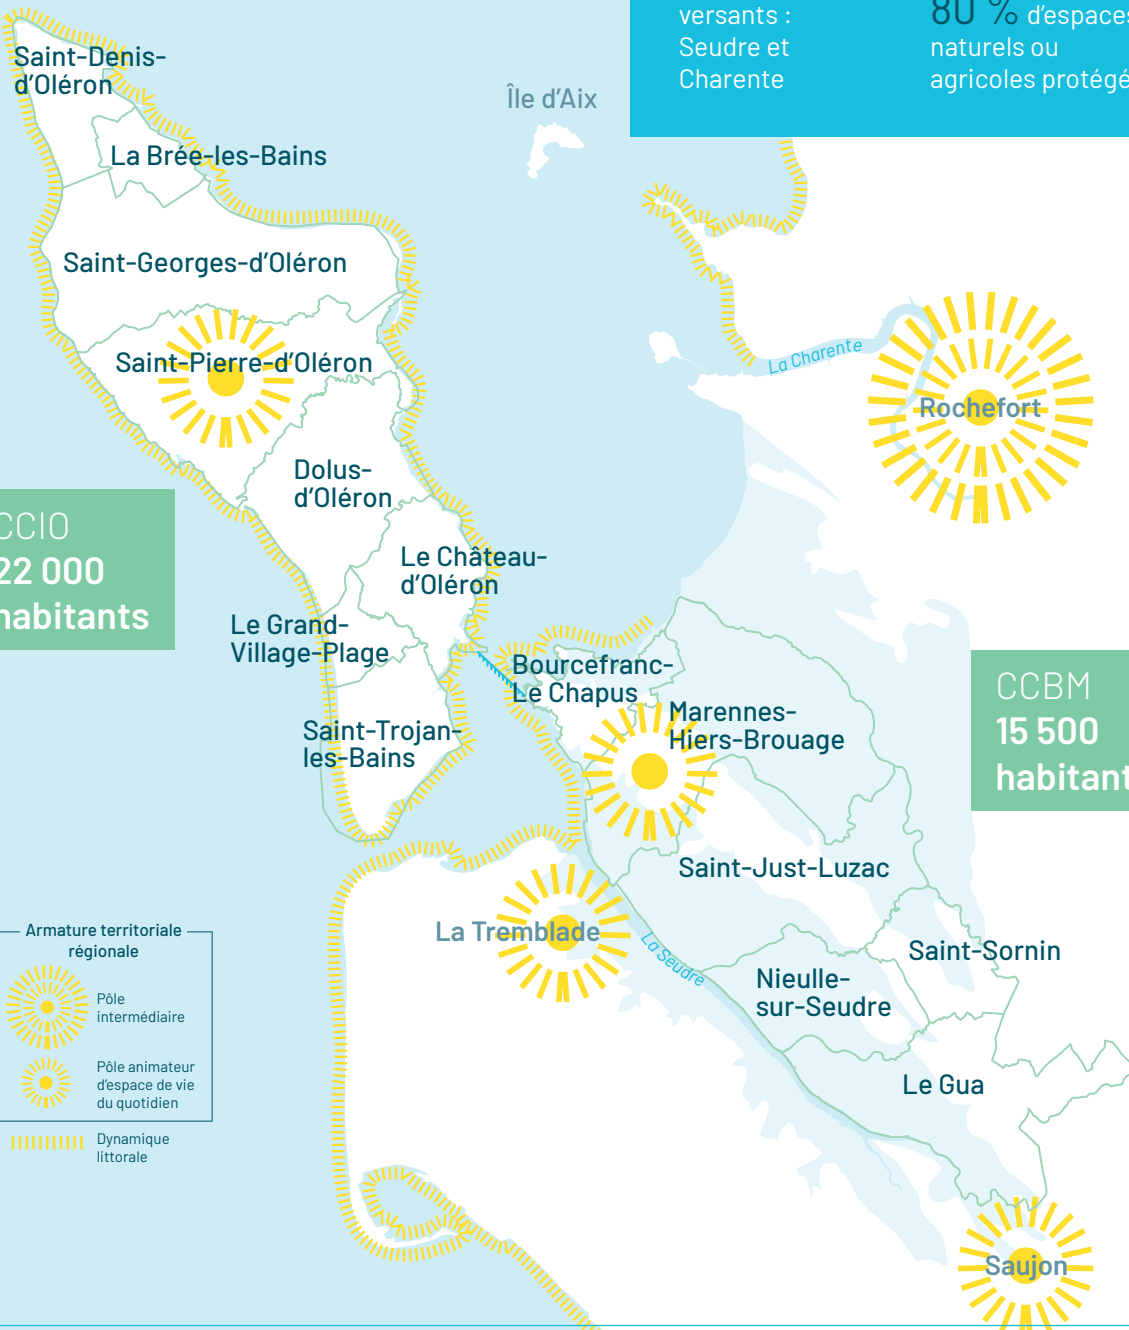 versants :
Seudre et
Charente
80 % d'espaces
naturels ou
agricoles protégé
Saint-Denis-
d'Oléron
Île d'Aix
La Brée-les-Bains
Saint-Georges-d'Oléron
Saint-Pierre-d'Oléron
La Charente
Rochefort
Dolus-
d'Oléron
CCIO
22 000
habitants
Le Château-
d'Oléron
Le Grand-
Village-Plage
Bourcefranc-
Le Chapus
Marennes-
Hiers-Brouage
CCBM
15 500
habitant
Saint-Trojan-
les-Bains
Saint-Just-Luzac
La Tremblade
La Seudre
Saint-Sornin
Nieulle-
sur-Seudre
Le Gua
Saujon
Armature territoriale
régionale
Pôle
intermédiaire
Pôle animateur
d'espace de vie
du quotidien
Dynamique
littorale